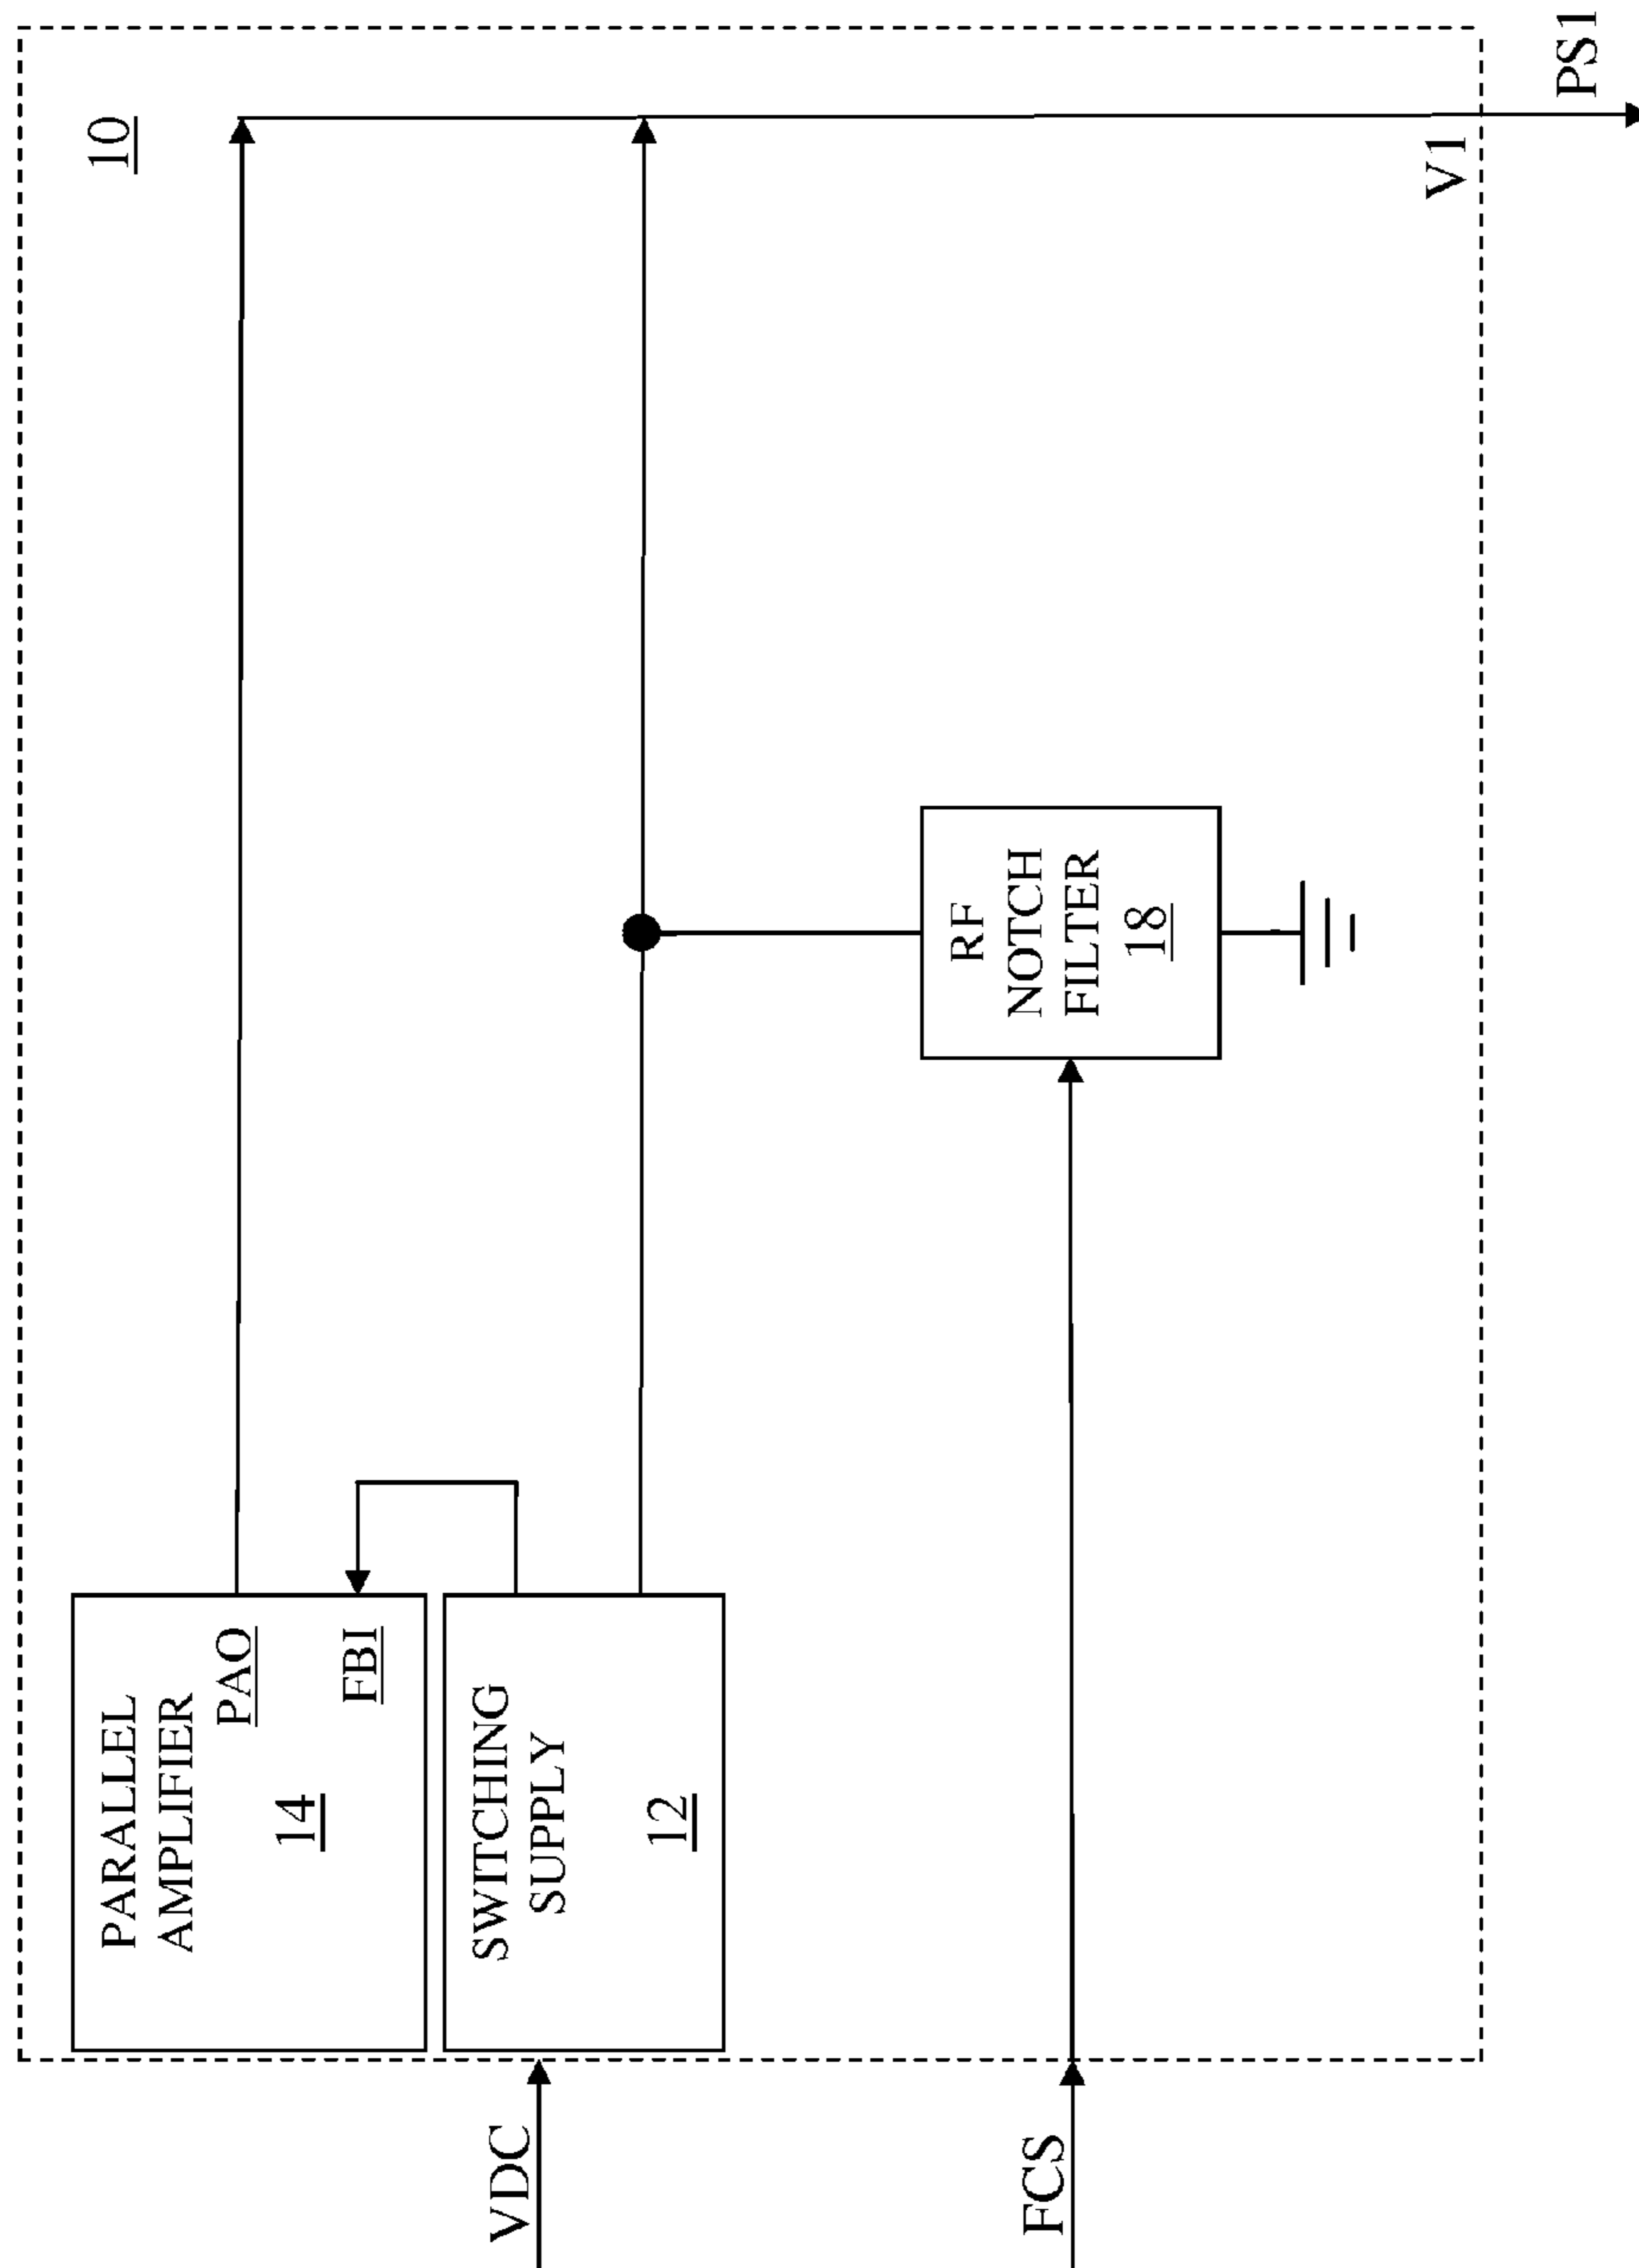 10
PARALLEL
AMPLIFIER
PAO
14
FBI
SWITCHING
SUPPLY
12
VDC
RF
NOTCH
FILTER
18
FCS
V1
PS1